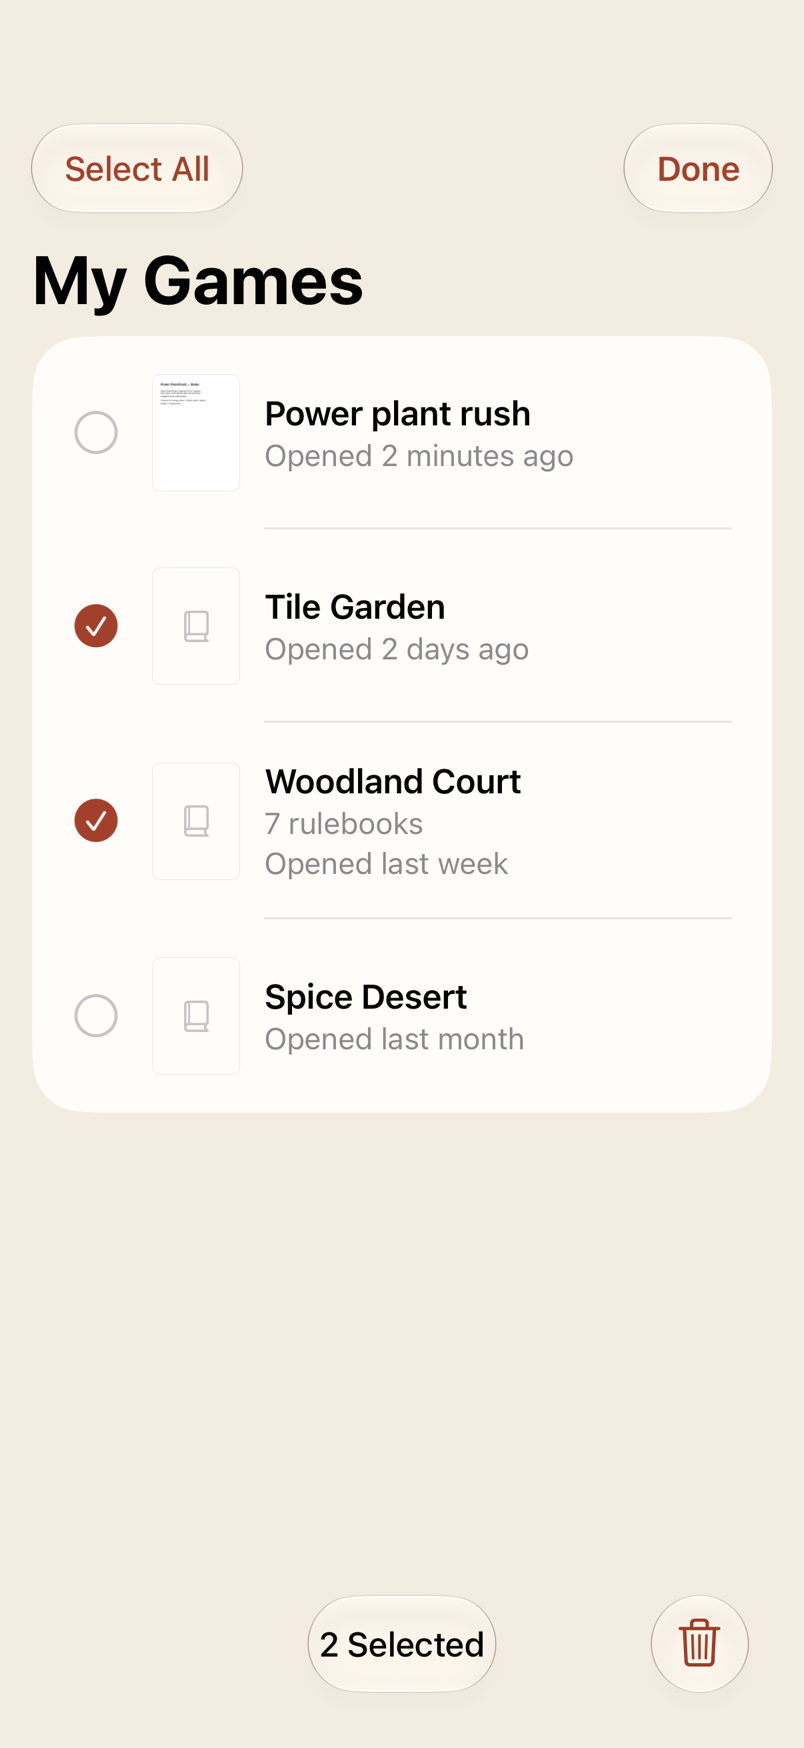 Select All
Done
My Games
Power plant rush
Opened 2 minutes ago
Tile Garden
Opened 2 days ago
Woodland Court
7 rulebooks
Opened last week
Spice Desert
Opened last month
2 Selected